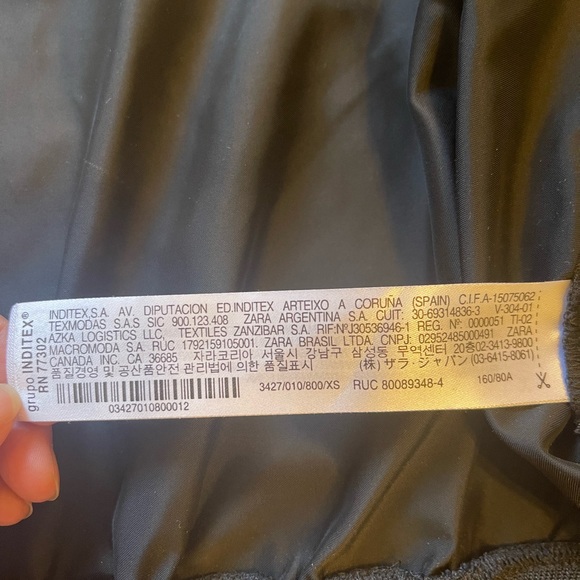 grupo INDITEX®
RN 77302
INDITEX,S.A. AV. DIPUTACION ED.INDITEX ARTEIXO A CORUÑA (SPAIN) C.I.F.A-15075062
TEXMODAS S.A.S SIC 900.123.408 ZARA ARGENTINA S.A. CUIT: 30-69314836-3 V-304-01
AZKA LOGISTICS LLC. TEXTILES ZANZIBAR S.A. RIF:NºJ30536946-1 REG. Nº: 0000051 TI-02
MACROMODA S.A. RUC 1792159105001. ZARA BRASIL LTDA. CNPJ: 02952485000491 ZARA
CANADA INC. CA 36685 자라코리아 서울시 강남구 삼성동 무역센터 20층 02-3413-9800
품질경영 및 공산품안전 관리법에 의한 품질표시 (株) ザラ・ジャパン (03-6415-8061)
3427/010/800/XS RUC 80089348-4 160/80A
03427010800012